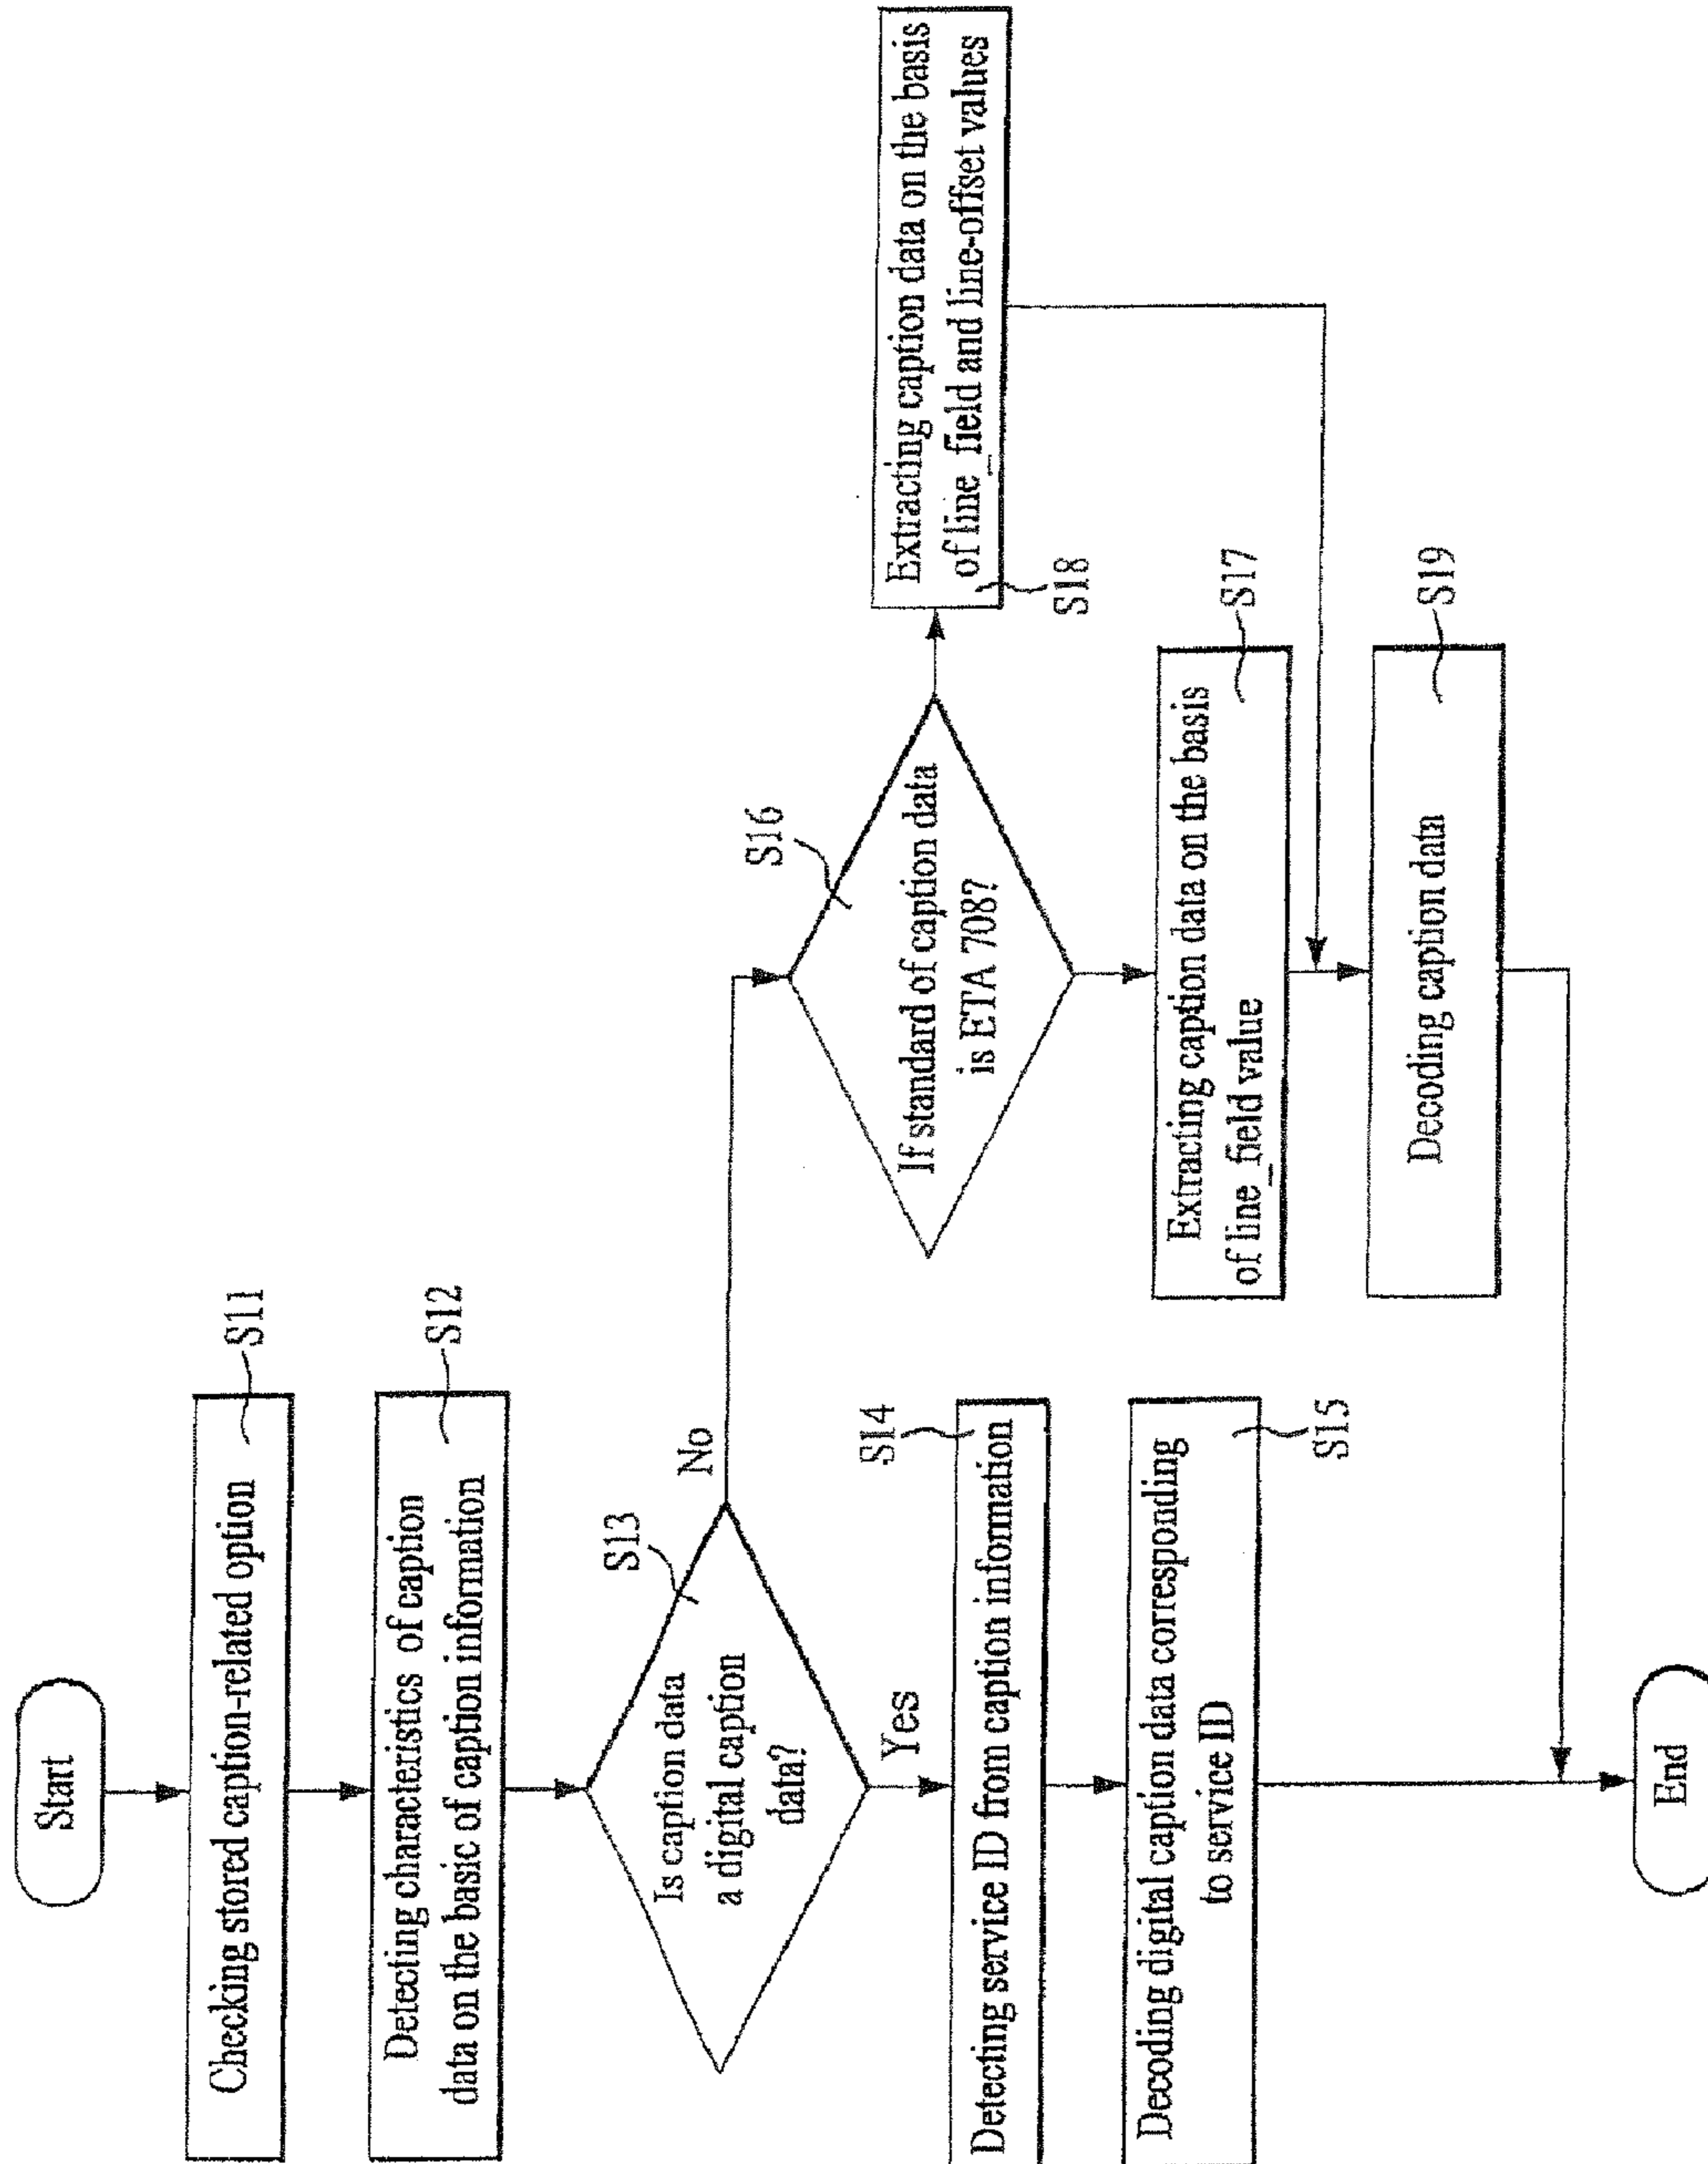 Start
Checking stored caption-related option
S11
Detecting characteristics of caption
data on the basic of caption information
S12
Is caption data
a digital caption
data?
S13
No
Yes
Detecting service ID from caption information
S14
Decoding digital caption data corresponding
to service ID
S15
If standard of caption data
is ETA 708?
S16
Extracting caption data on the basis
of line_field value
S17
Extracting caption data on the basis
of line_field and line-offset values
S18
Decoding caption data
S19
End